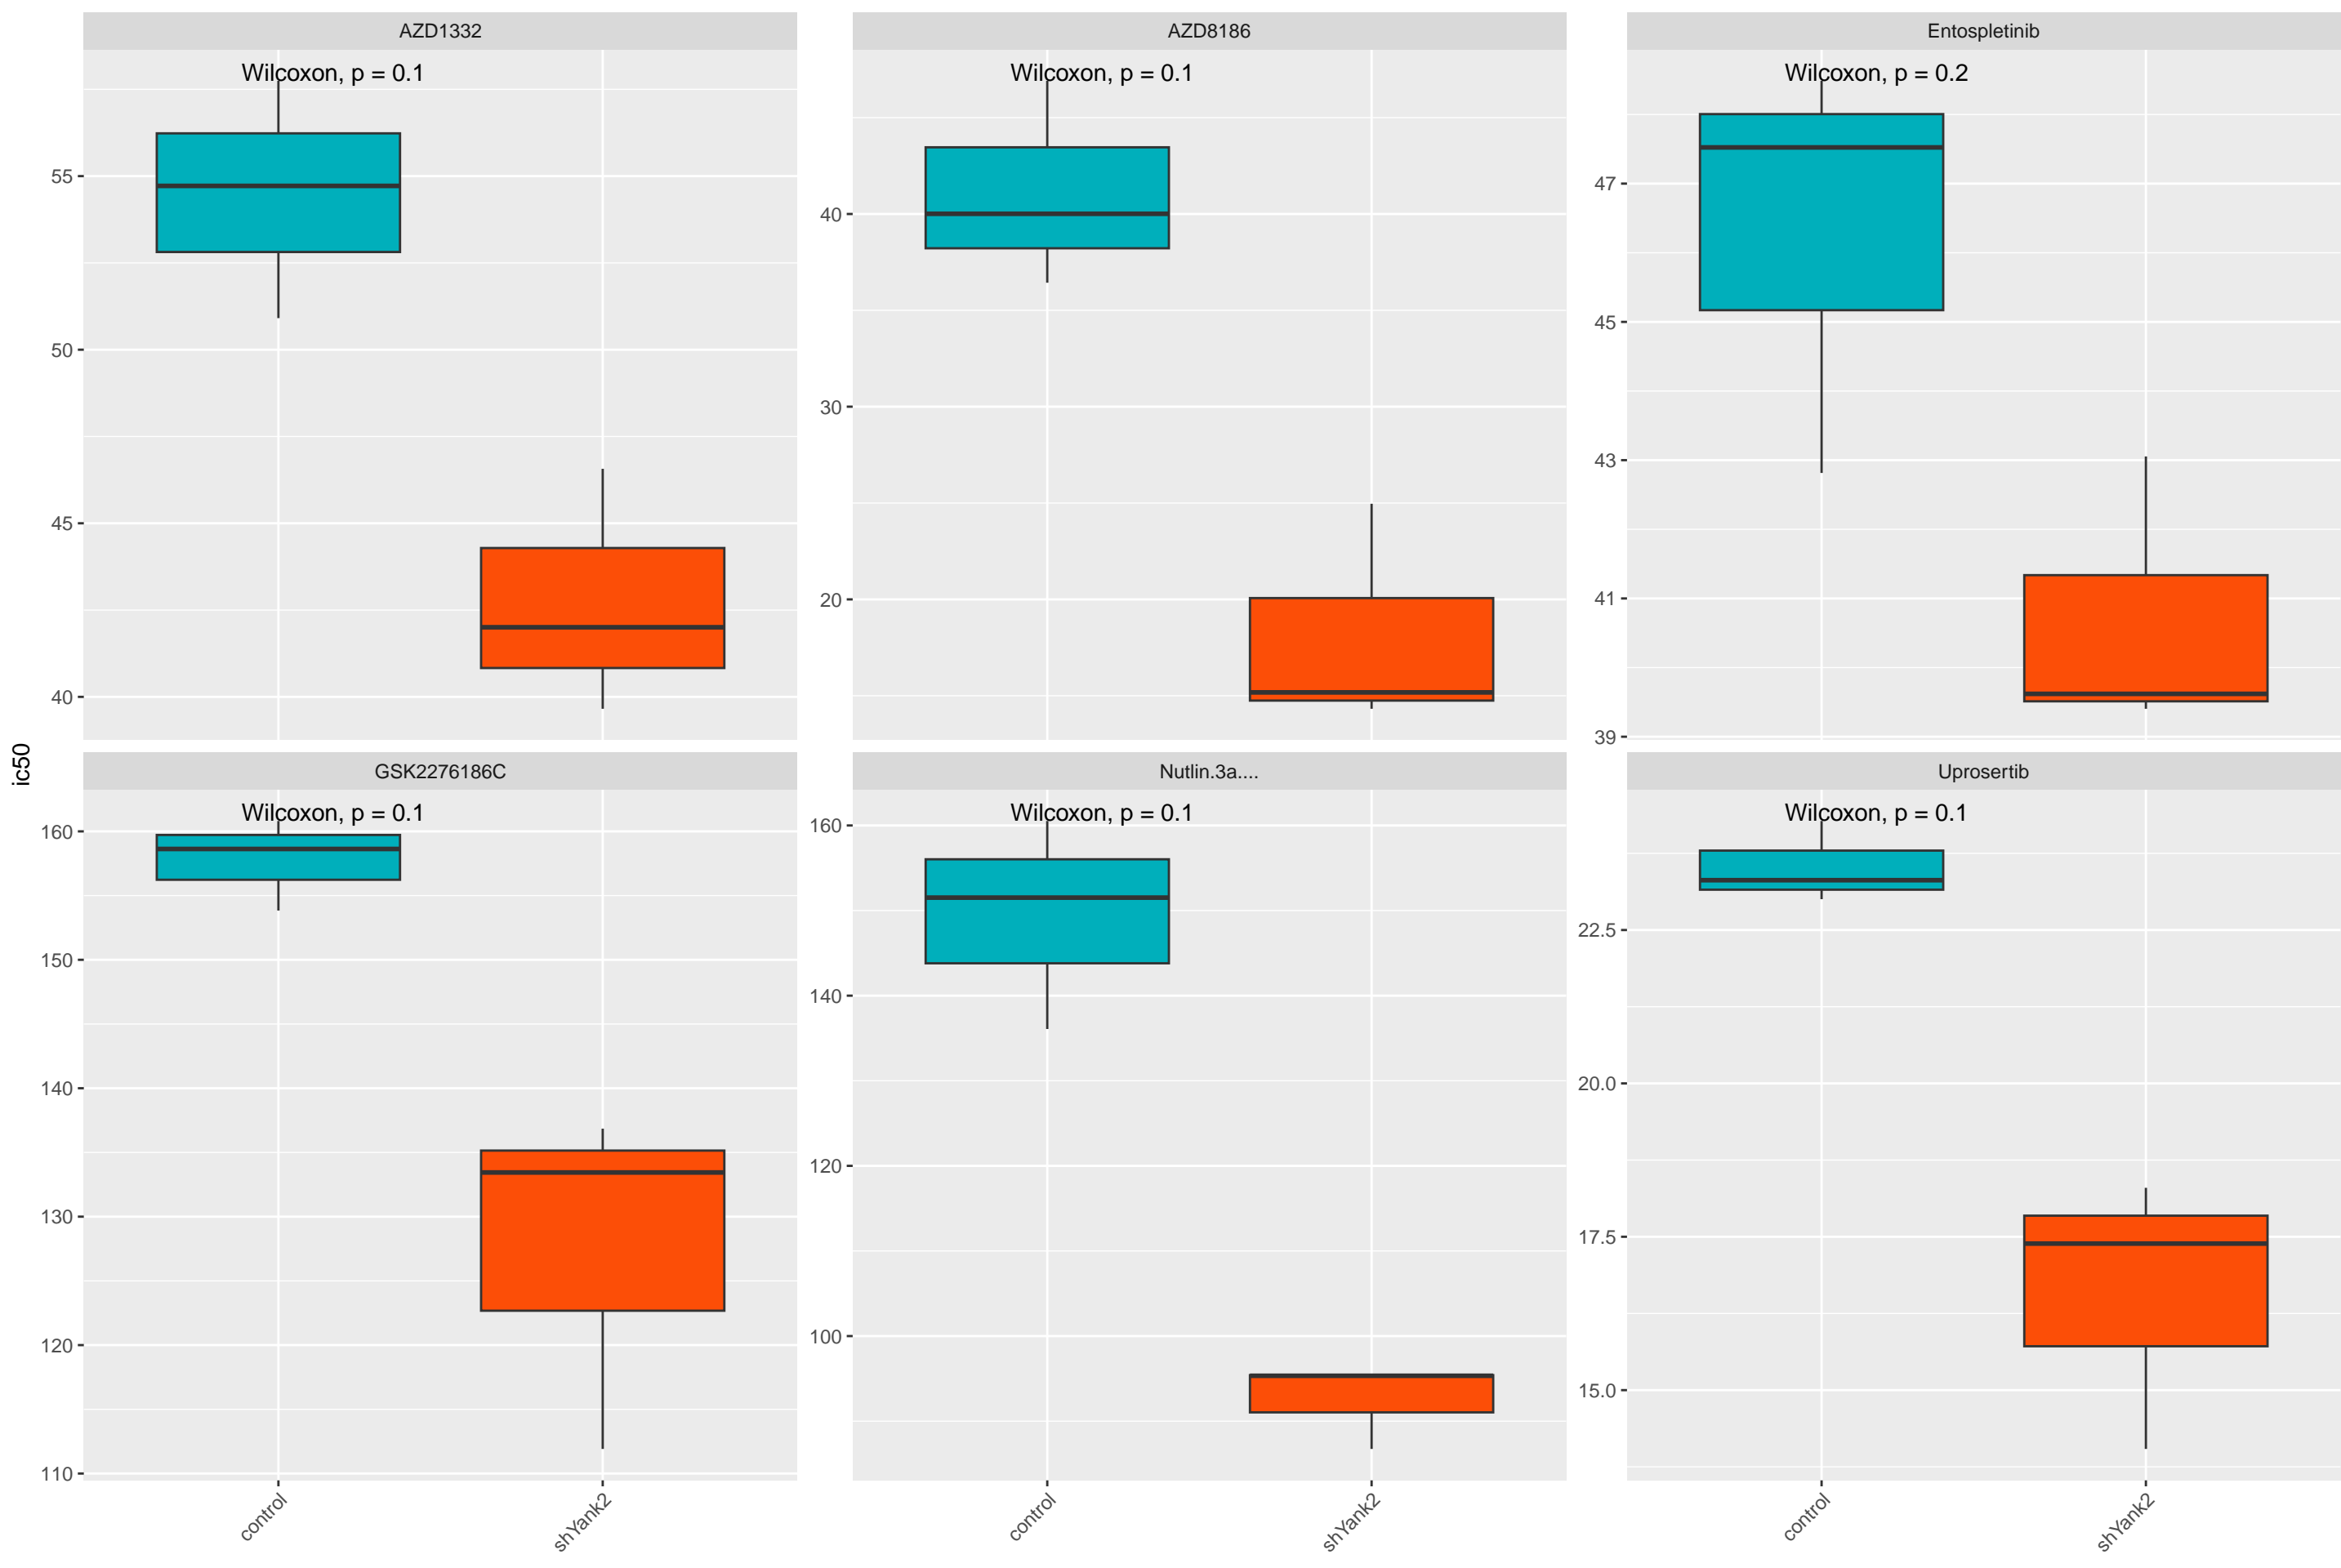 AZD1332
AZD8186
Entospletinib
Wilcoxon, p = 0.1
Wilcoxon, p = 0.1
Wilcoxon, p = 0.2
55
50
45
40
40
30
20
47
45
43
41
39
ic50
GSK2276186C
Nutlin.3a....
Uprosertib
Wilcoxon, p = 0.1
Wilcoxon, p = 0.1
Wilcoxon, p = 0.1
160
150
140
130
120
110
160
140
120
100
22.5
20.0
17.5
15.0
control
shYank2
control
shYank2
control
shYank2